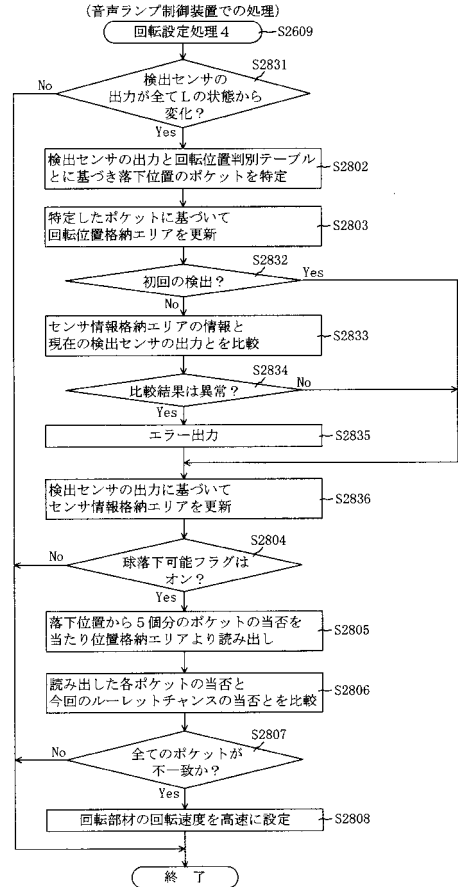 (音声ランプ制御装置での処理)
回転設定処理4
S2609
S2831
検出センサの
出力が全てLの状態から
変化？
No
Yes
検出センサの出力と回転位置判別テーブル
とに基づき落下位置のポケットを特定
S2802
特定したポケットに基づいて
回転位置格納エリアを更新
S2803
S2832
初回の検出？
Yes
No
センサ情報格納エリアの情報と
現在の検出センサの出力とを比較
S2833
S2834
比較結果は異常？
No
Yes
エラー出力
S2835
検出センサの出力に基づいて
センサ情報格納エリアを更新
S2836
S2804
球落下可能フラグは
オン？
No
Yes
落下位置から5個分のポケットの当否を
当たり位置格納エリアより読み出し
S2805
読み出した各ポケットの当否と
今回のルーレットチャンスの当否とを比較
S2806
S2807
全てのポケットが
不一致か？
No
Yes
回転部材の回転速度を高速に設定
S2808
終了